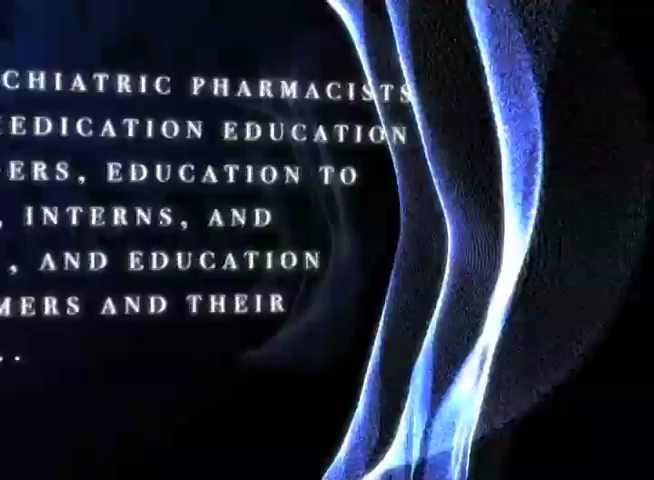 CHIATRIC PHARMACISTS
EDICATION EDUCATION
ERS, EDUCATION TO
, INTERNS, AND
, AND EDUCATION
MERS AND THEIR
..